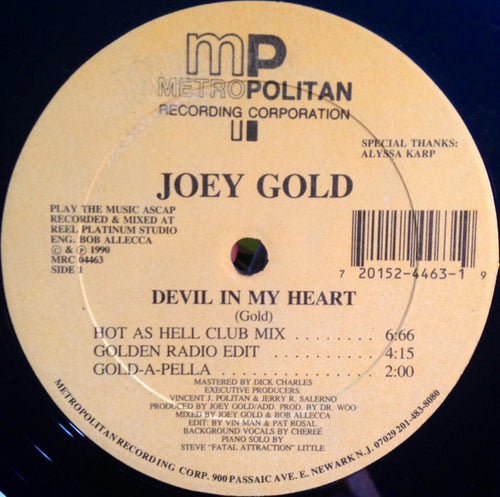 mP
METROPOLITAN
RECORDING CORPORATION
SPECIAL THANKS:
ALYSSA KARP
JOEY GOLD
PLAY THE MUSIC ASCAP
RECORDED & MIXED AT
REEL PLATINUM STUDIO
ENG. BOB ALLECCA
© & ℗ 1990
MRC 04463
SIDE 1
7 20152-4463-1 9
DEVIL IN MY HEART
(Gold)
HOT AS HELL CLUB MIX . . . . . . . . . 6:66
GOLDEN RADIO EDIT . . . . . . . . . . . 4:15
GOLD-A-PELLA . . . . . . . . . . . . . . . . 2:00
MASTERED BY DICK CHARLES
EXECUTIVE PRODUCERS:
VINCENT J. POLITAN & JERRY R. SALERNO
PRODUCED BY JOEY GOLD/ADD. PROD. BY DR. WOO
MIXED BY JOEY GOLD & BOB ALLECCA
EDIT: BY VIN MAN & PAT ROSAL
BACKGROUND VOCALS BY CHEREÉ
PIANO SOLO BY
STEVE "FATAL ATTRACTION" LITTLE
METROPOLITAN RECORDING CORP. 900 PASSAIC AVE. E. NEWARK N.J. 07029 201-483-8080